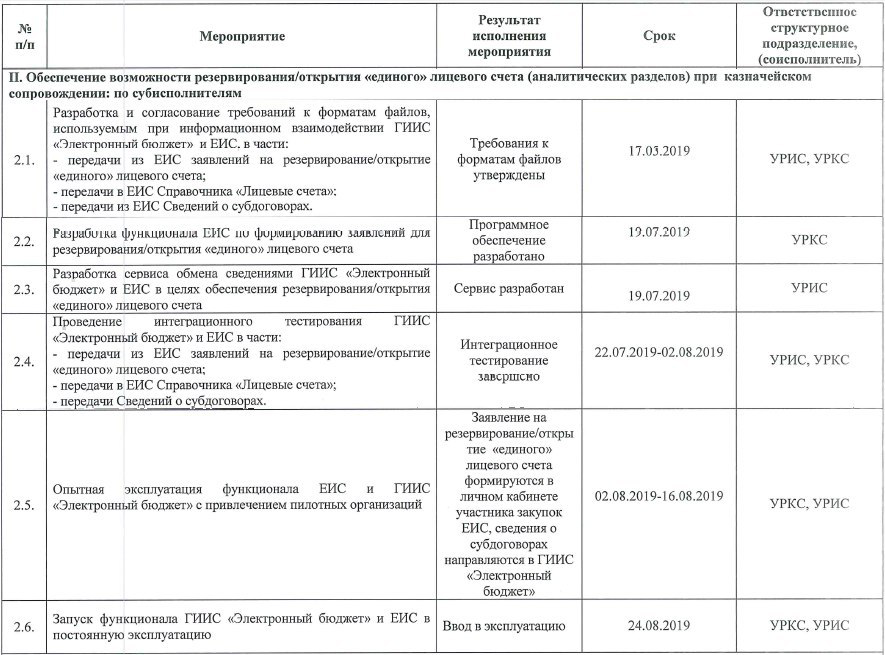 №
п/п
Мероприятие
Результат
исполнения
мероприятия
Срок
Ответственное
структурное
подразделение,
(соисполнитель)
II. Обеспечение возможности резервирования/открытия «единого» лицевого счета (аналитических разделов) при казначейском
сопровождении: по субисполнителям
2.1.
Разработка и согласование требований к форматам файлов,
используемым при информационном взаимодействии ГИИС
«Электронный бюджет» и ЕИС, в части:
- передачи из ЕИС заявлений на резервирование/открытие
«единого» лицевого счета;
- передачи в ЕИС Справочника «Лицевые счета»;
- передачи из ЕИС Сведений о субдоговорах.
Требования к
форматам файлов
утверждены
17.03.2019
УРИС, УРКС
2.2.
Разработка функционала ЕИС по формированию заявлений для
резервирования/открытия «единого» лицевого счета
Программное
обеспечение
разработано
19.07.2019
УРКС
2.3.
Разработка сервиса обмена сведениями ГИИС «Электронный
бюджет» и ЕИС в целях обеспечения резервирования/открытия
«единого» лицевого счета
Сервис разработан
19.07.2019
УРИС
2.4.
Проведение интеграционного тестирования ГИИС
«Электронный бюджет» и ЕИС в части:
- передачи из ЕИС заявлений на резервирование/открытие
«единого» лицевого счета;
- передачи в ЕИС Справочника «Лицевые счета»;
- передачи Сведений о субдоговорах.
Интеграционное
тестирование
завершено
22.07.2019-02.08.2019
УРИС, УРКС
2.5.
Опытная эксплуатация функционала ЕИС и ГИИС
«Электронный бюджет» с привлечением пилотных организаций
Заявление на
резервирование/откры
тие «единого»
лицевого счета
формируются в
личном кабинете
участника закупок
ЕИС, сведения о
субдоговорах
направляются в ГИИС
«Электронный
бюджет»
02.08.2019-16.08.2019
УРКС, УРИС
2.6.
Запуск функционала ГИИС «Электронный бюджет» и ЕИС в
постоянную эксплуатацию
Ввод в эксплуатацию
24.08.2019
УРКС, УРИС